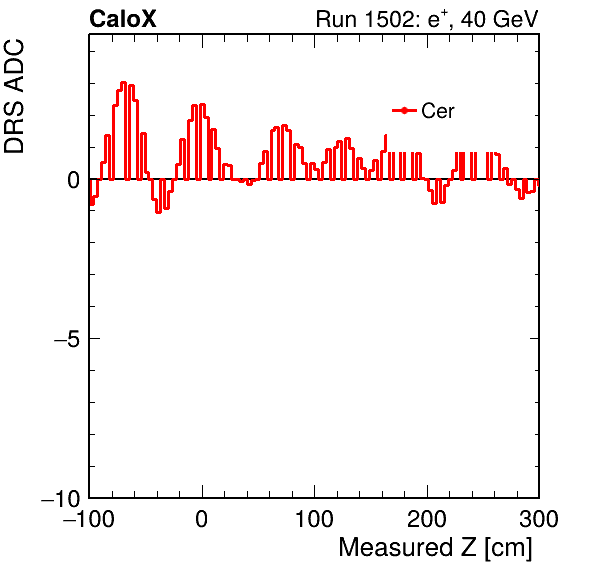 CaloX Run 1502: e⁺, 40 GeV
DRS ADC
Cer
0
−5
−10
−100 0 100 200 300
Measured Z [cm]